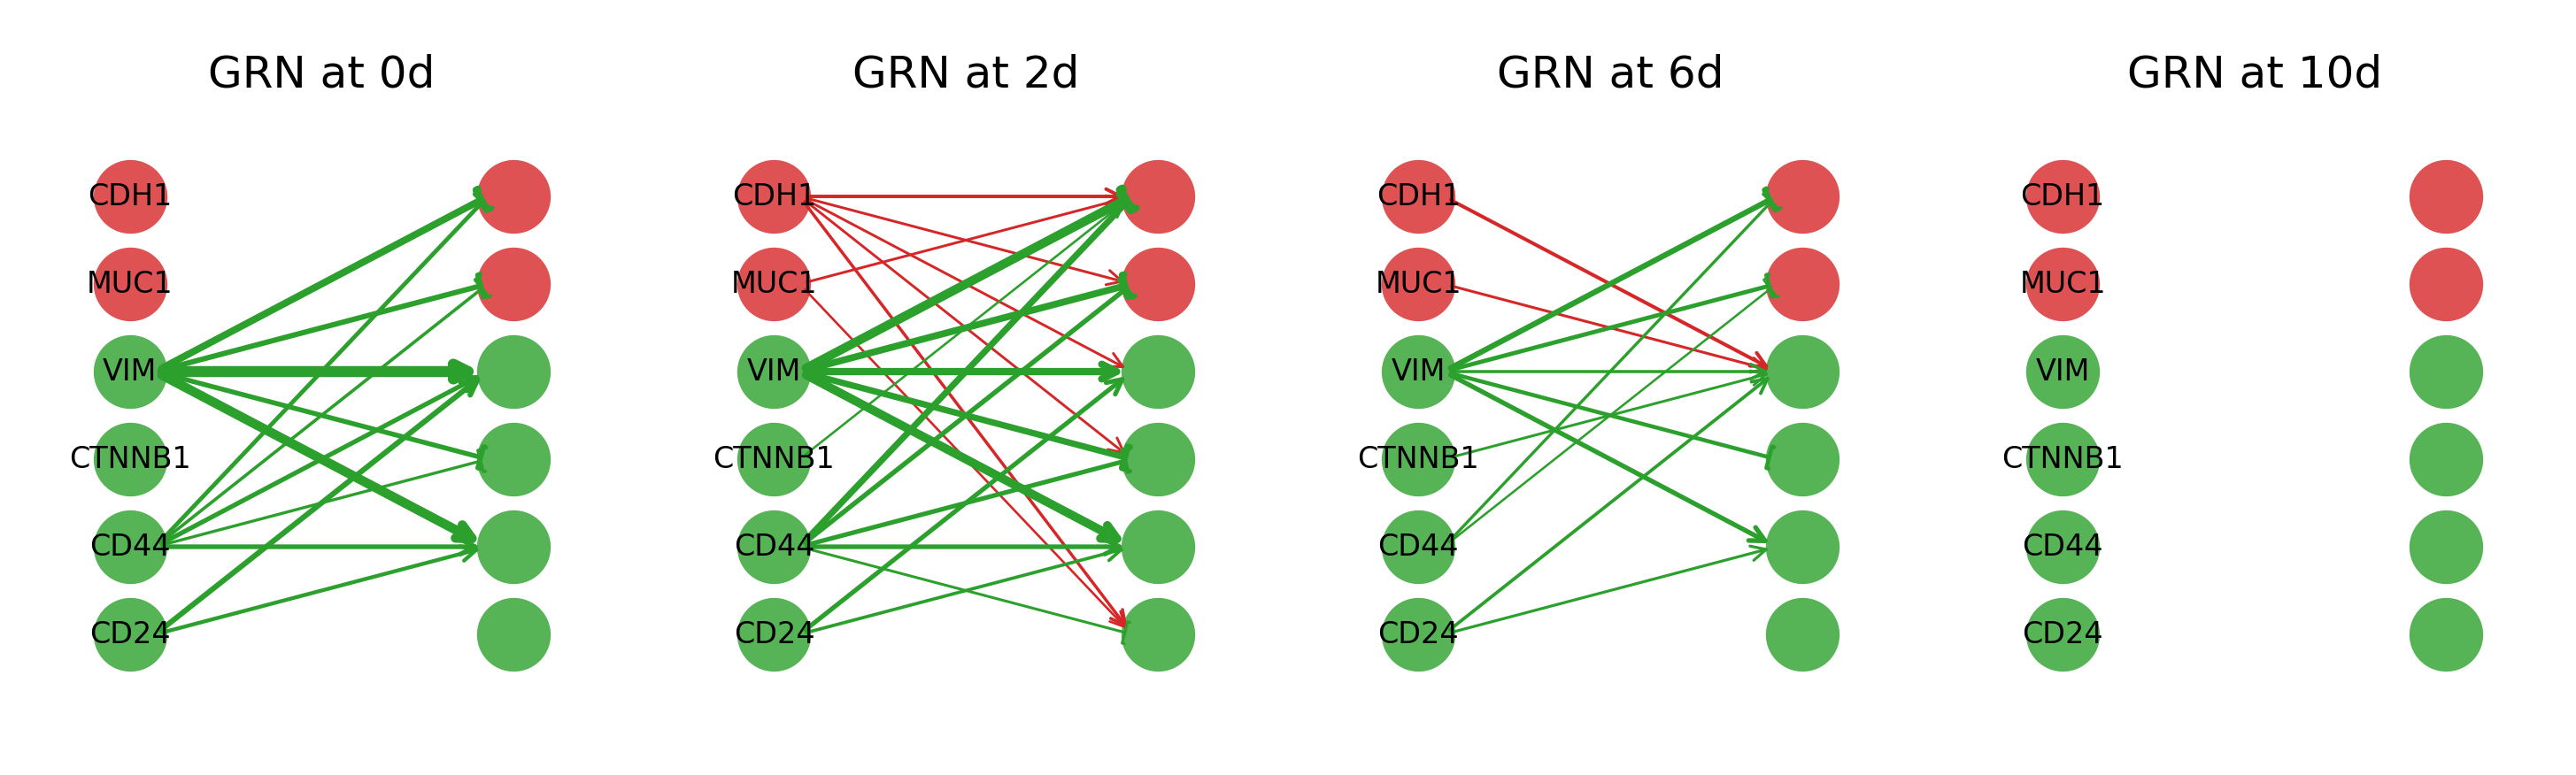 GRN at 0d
CDH1
MUC1
VIM
CTNNB1
CD44
CD24
GRN at 2d
CDH1
MUC1
VIM
CTNNB1
CD44
CD24
GRN at 6d
CDH1
MUC1
VIM
CTNNB1
CD44
CD24
GRN at 10d
CDH1
MUC1
VIM
CTNNB1
CD44
CD24